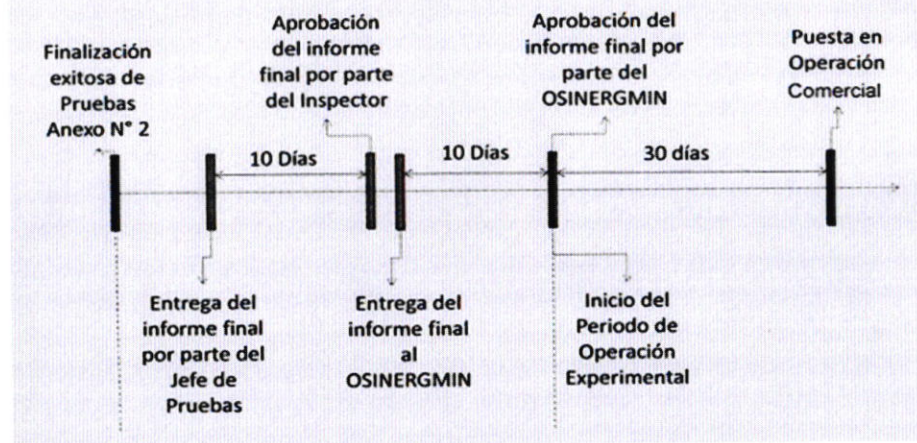 Finalización
exitosa de
Pruebas
Anexo N° 2
Aprobación
del informe
final por parte
del Inspector
Aprobación del
informe final por
parte del
OSINERGMIN
Puesta en
Operación
Comercial
10 Días
10 Días
30 días
Entrega del
informe final
por parte del
Jefe de
Pruebas
Entrega del
informe final
al
OSINERGMIN
Inicio del
Periodo de
Operación
Experimental